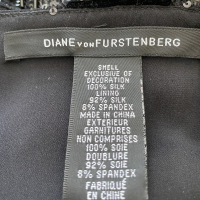 DIANE VON FURSTENBERG
SHELL
EXCLUSIVE OF
DECORATION
100% SILK
LINING
92% SILK
8% SPANDEX
MADE IN CHINA
EXTERIEUR
GARNITURES
NON COMPRISES
100% SOIE
DOUBLURE
92% SOIE
8% SPANDEX
FABRIQUÉ
EN CHINE